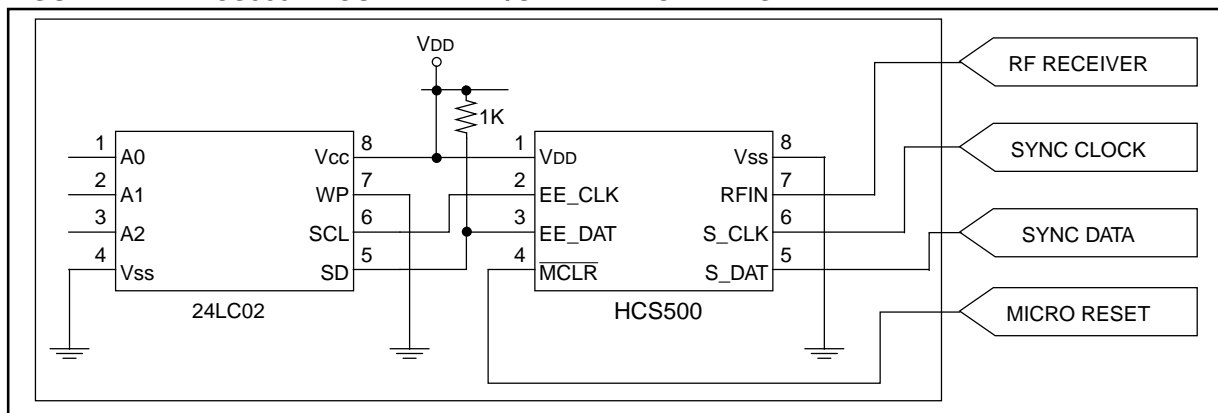 VDD
1K
1 A0
2 A1
3 A2
4 Vss
Vcc 8
WP 7
SCL 6
SD 5
24LC02
1 VDD
2 EE_CLK
3 EE_DAT
4 MCLR
Vss 8
RFIN 7
S_CLK 6
S_DAT 5
HCS500
RF RECEIVER
SYNC CLOCK
SYNC DATA
MICRO RESET